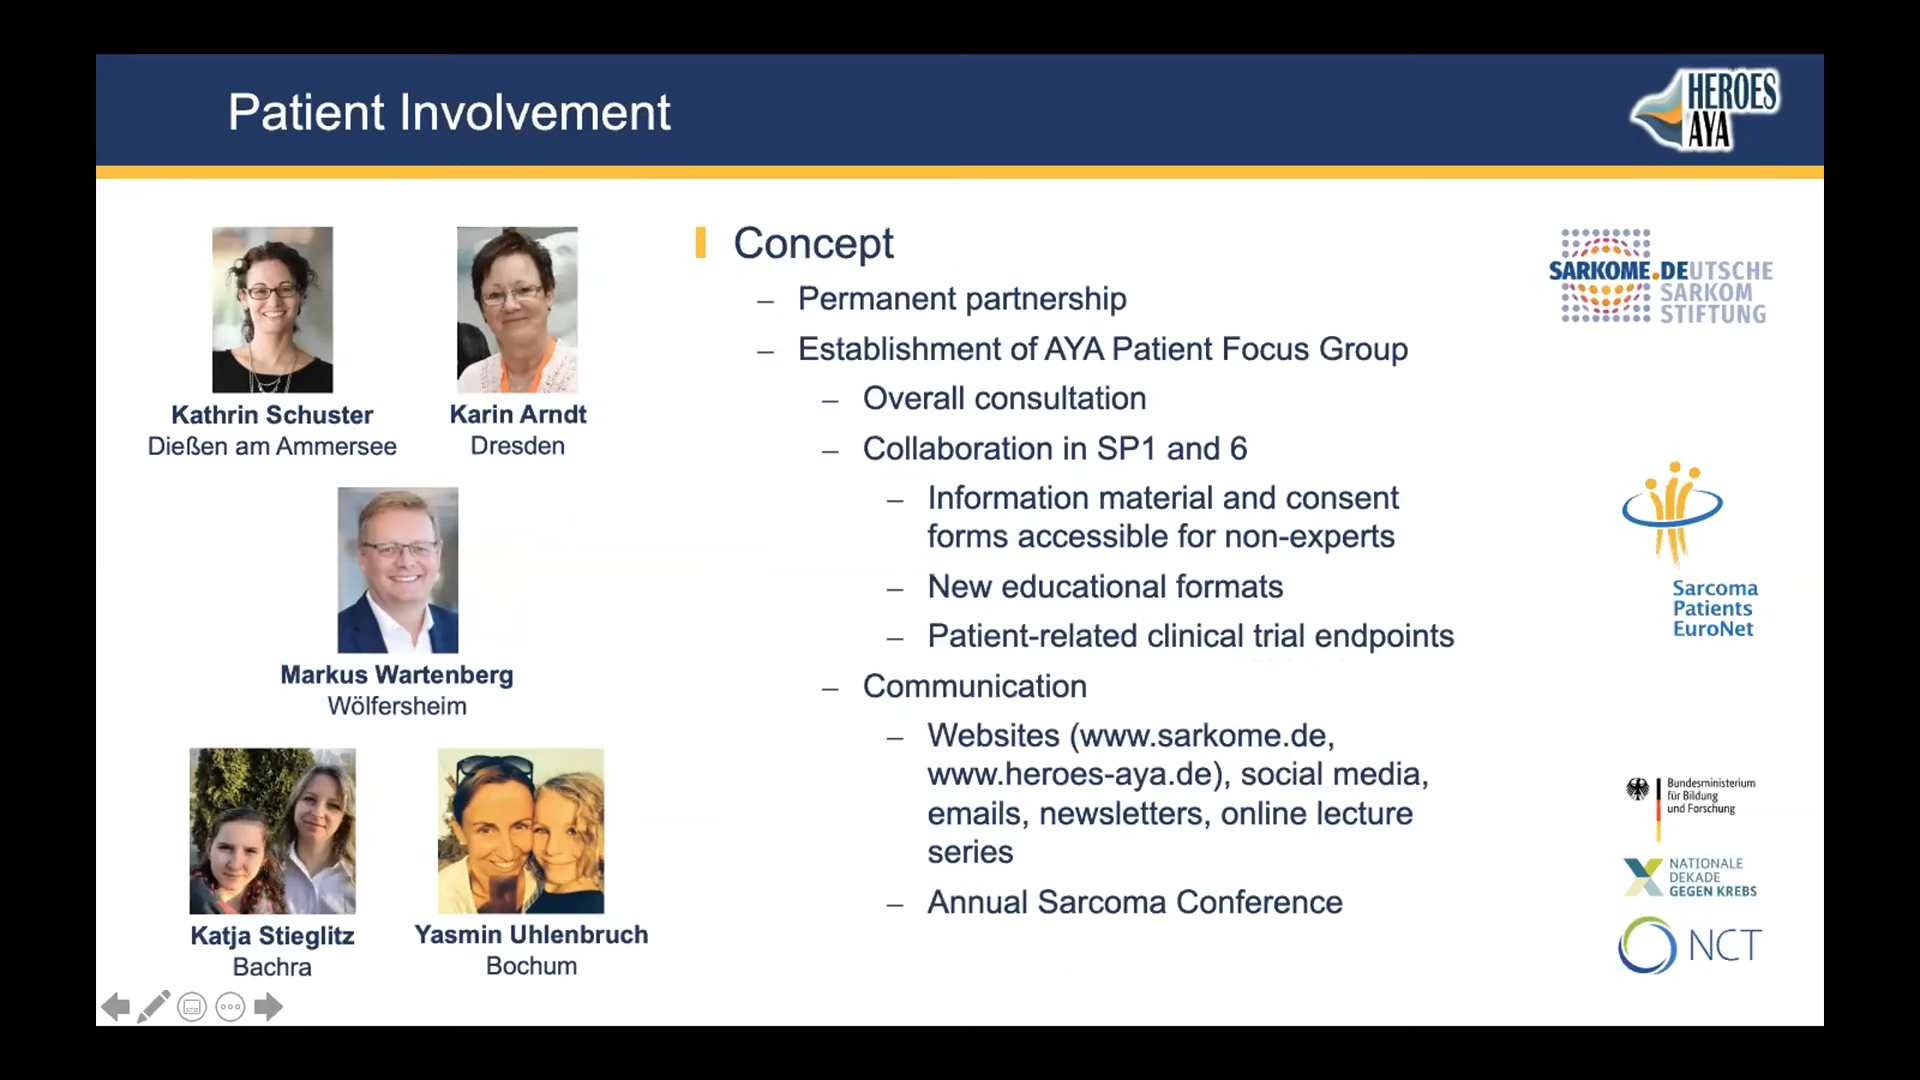 Patient Involvement
HEROES
AYA
Kathrin Schuster
Dießen am Ammersee
Karin Arndt
Dresden
Markus Wartenberg
Wölfersheim
Katja Stieglitz
Bachra
Yasmin Uhlenbruch
Bochum
Concept
– Permanent partnership
– Establishment of AYA Patient Focus Group
– Overall consultation
– Collaboration in SP1 and 6
– Information material and consent
forms accessible for non-experts
– New educational formats
– Patient-related clinical trial endpoints
– Communication
– Websites (www.sarkome.de,
www.heroes-aya.de), social media,
emails, newsletters, online lecture
series
– Annual Sarcoma Conference
SARKOME.DEUTSCHE
SARKOM
STIFTUNG
Sarcoma
Patients
EuroNet
Bundesministerium
für Bildung
und Forschung
NATIONALE
DEKADE
GEGEN KREBS
NCT